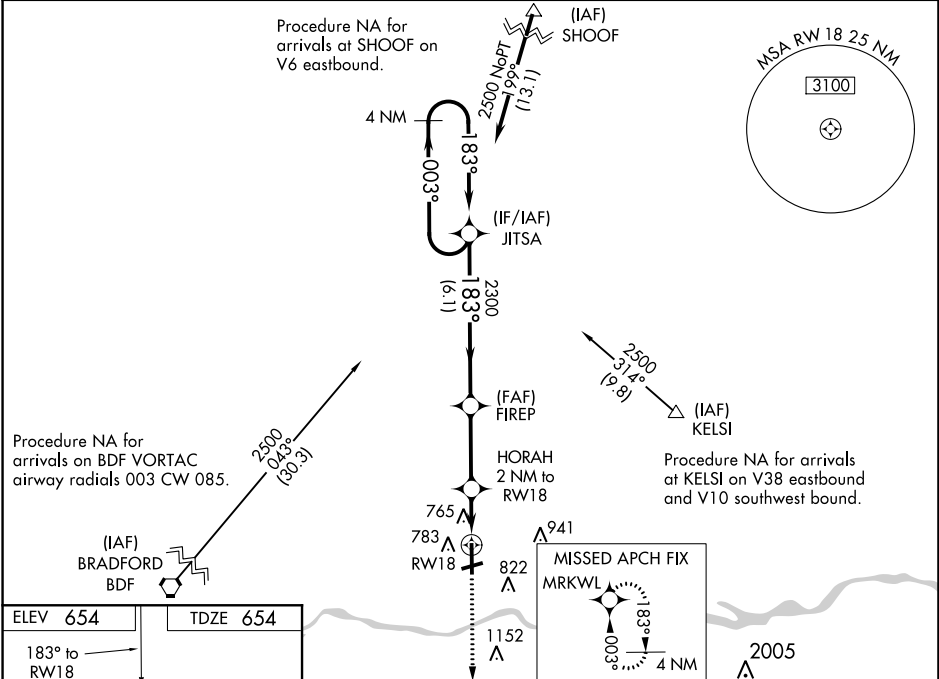 Procedure NA for
arrivals at SHOOF on
V6 eastbound.
(IAF)
SHOOF
2500 NoPT
199°
(13.1)
MSA RW 18 25 NM
3100
4 NM
183°
003°
(IF/IAF)
JITSA
2300
183°
(6.1)
2500
314°
(9.8)
(IAF)
KELSI
(FAF)
FIREP
Procedure NA for
arrivals on BDF VORTAC
airway radials 003 CW 085.
2500
043°
(30.3)
HORAH
2 NM to
RW18
Procedure NA for arrivals
at KELSI on V38 eastbound
and V10 southwest bound.
765
783
RW18
941
822
(IAF)
BRADFORD
BDF
MISSED APCH FIX
MRKWL
183°
003°
4 NM
ELEV 654
TDZE 654
183° to
RW18
1152
2005